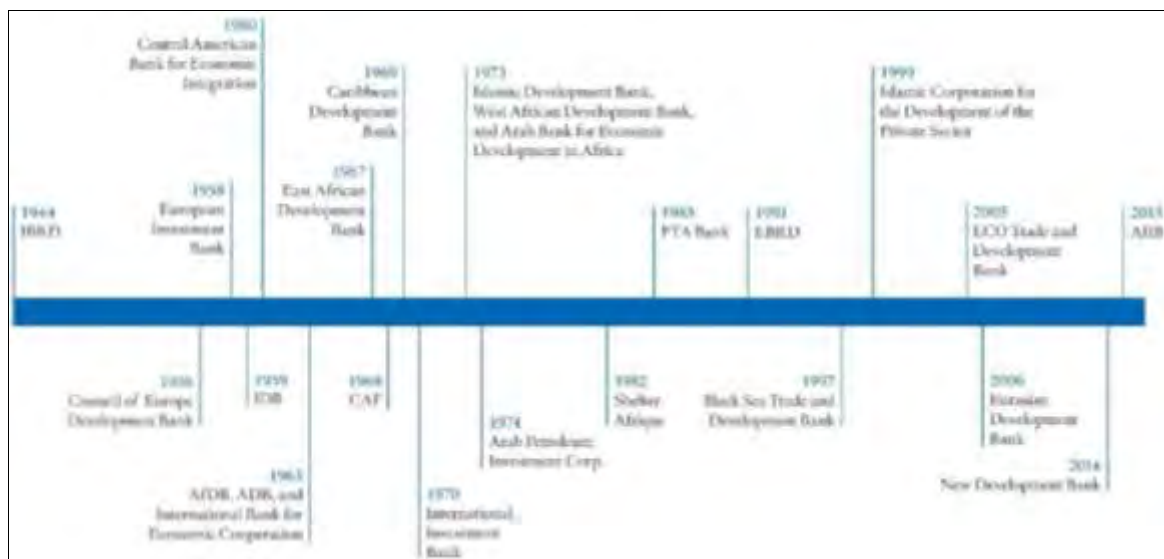 1960
Central American
Bank for Economic
Integration
1969
Caribbean
Development
Bank
1973
Islamic Development Bank,
West African Development Bank,
and Arab Bank for Economic
Development in Africa
1999
Islamic Corporation for
the Development of the
Private Sector
1967
East African
Development
Bank
1958
European
Investment
Bank
1944
IBRD
1985
PTA Bank
1991
EBRD
2005
ECO Trade and
Development
Bank
2015
AIIB
1956
Council of Europe
Development Bank
1959
IDB
1968
CAF
1982
Shelter
Afrique
1997
Black Sea Trade and
Development Bank
2006
Eurasian
Development
Bank
1974
Arab Petroleum
Investment Corp.
2014
New Development Bank
1963
AfDB, ADB, and
International Bank for
Economic Cooperation
1970
International
Investment
Bank